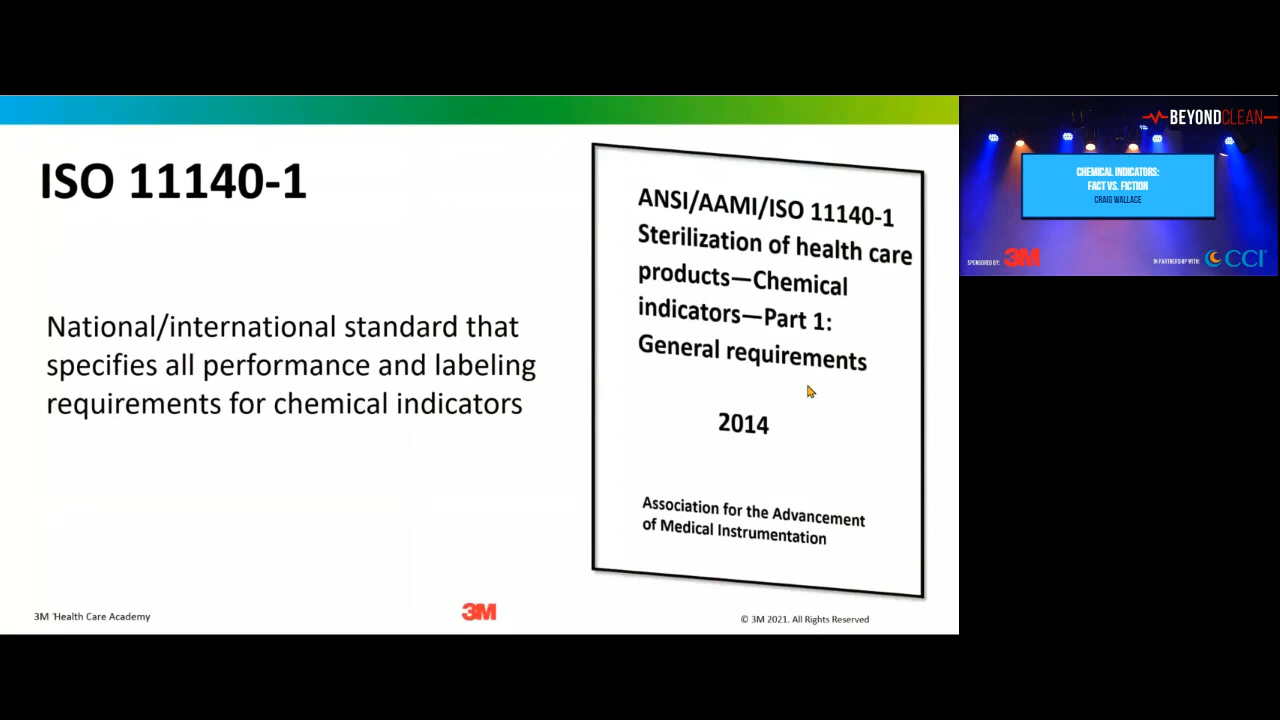 ISO 11140-1
National/international standard that
specifies all performance and labeling
requirements for chemical indicators
ANSI/AAMI/ISO 11140-1
Sterilization of health care
products—Chemical
indicators—Part 1:
General requirements
2014
Association for the Advancement
of Medical Instrumentation
3M 'Health Care Academy
3M
© 3M 2021. All Rights Reserved
BEYONDCLEAN
CHEMICAL INDICATORS:
FACT VS. FICTION
CRAIG WALLACE
SPONSORED BY:
3M
IN PARTNERSHIP WITH:
CCI